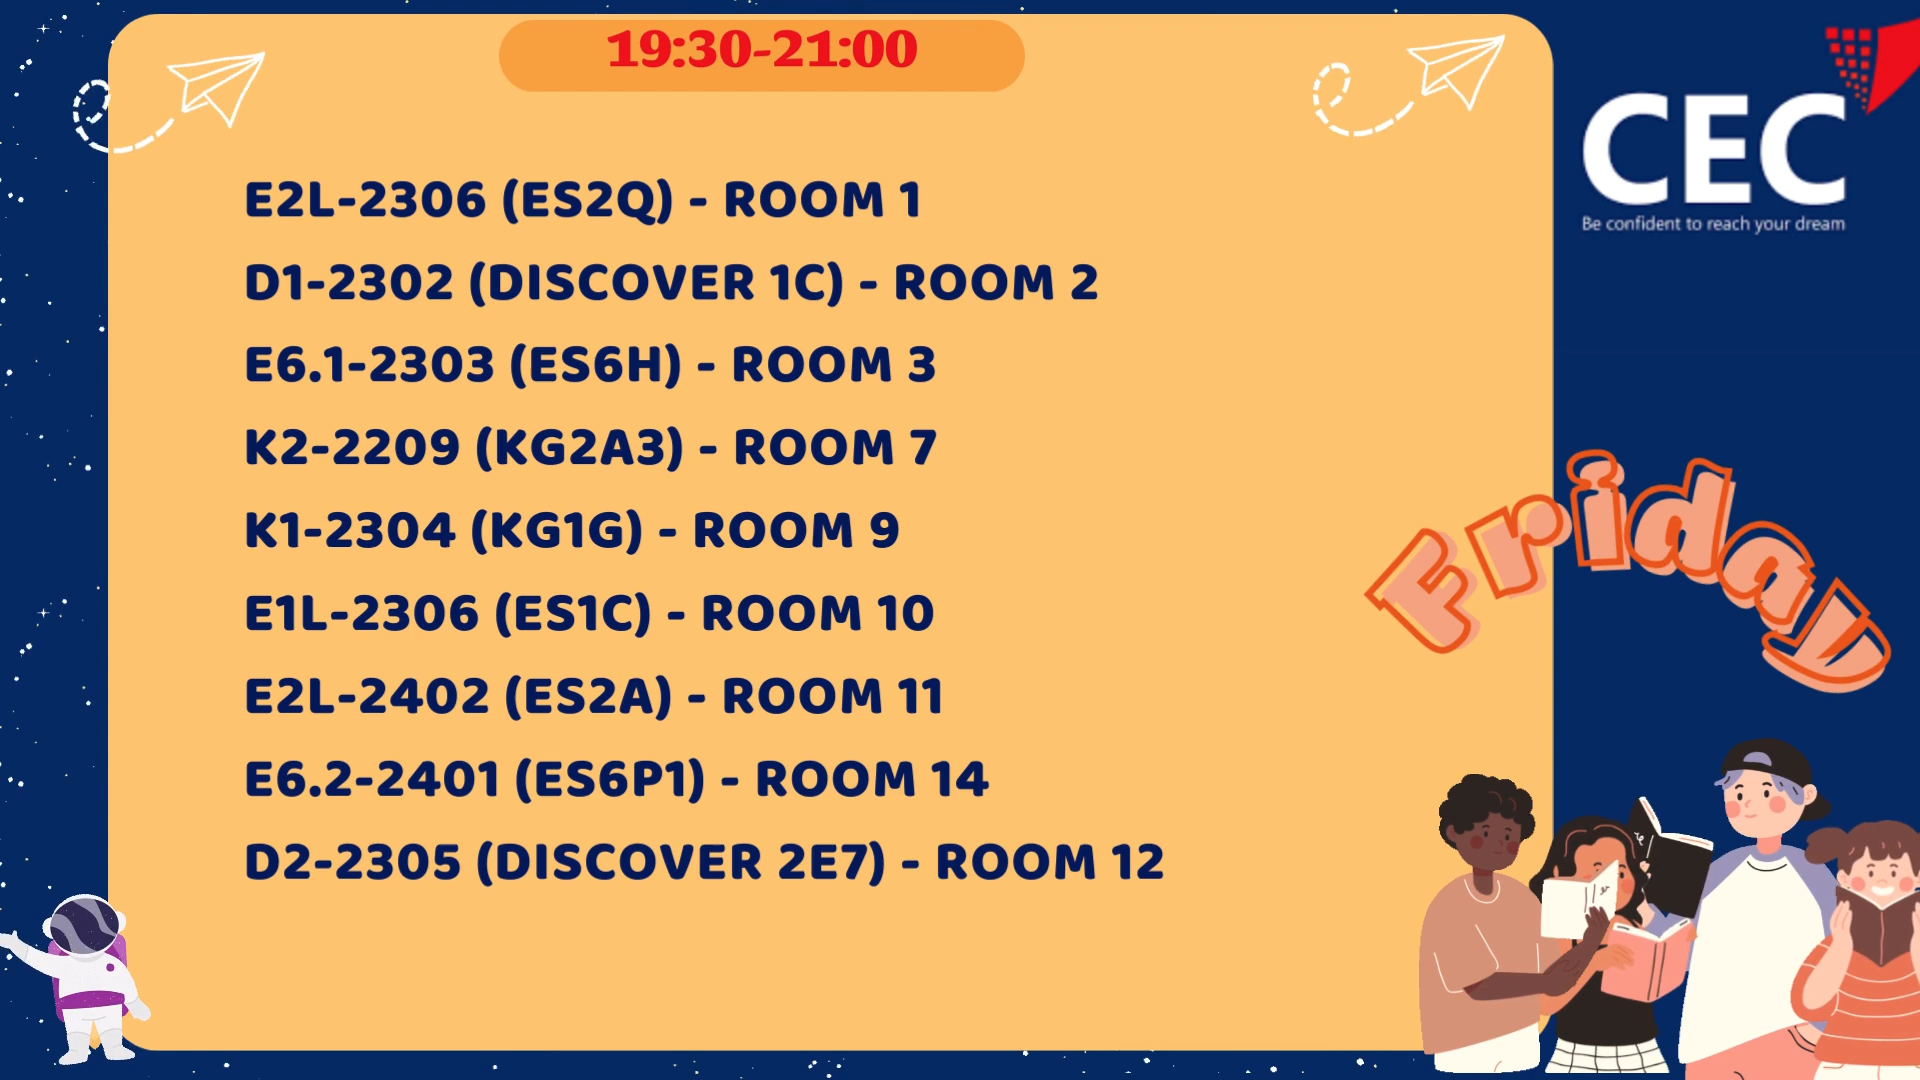 19:30-21:00
E2L-2306 (ES2Q) - ROOM 1
D1-2302 (DISCOVER 1C) - ROOM 2
E6.1-2303 (ES6H) - ROOM 3
K2-2209 (KG2A3) - ROOM 7
K1-2304 (KG1G) - ROOM 9
E1L-2306 (ES1C) - ROOM 10
E2L-2402 (ES2A) - ROOM 11
E6.2-2401 (ES6P1) - ROOM 14
D2-2305 (DISCOVER 2E7) - ROOM 12
CEC
Be confident to reach your dream
Friday